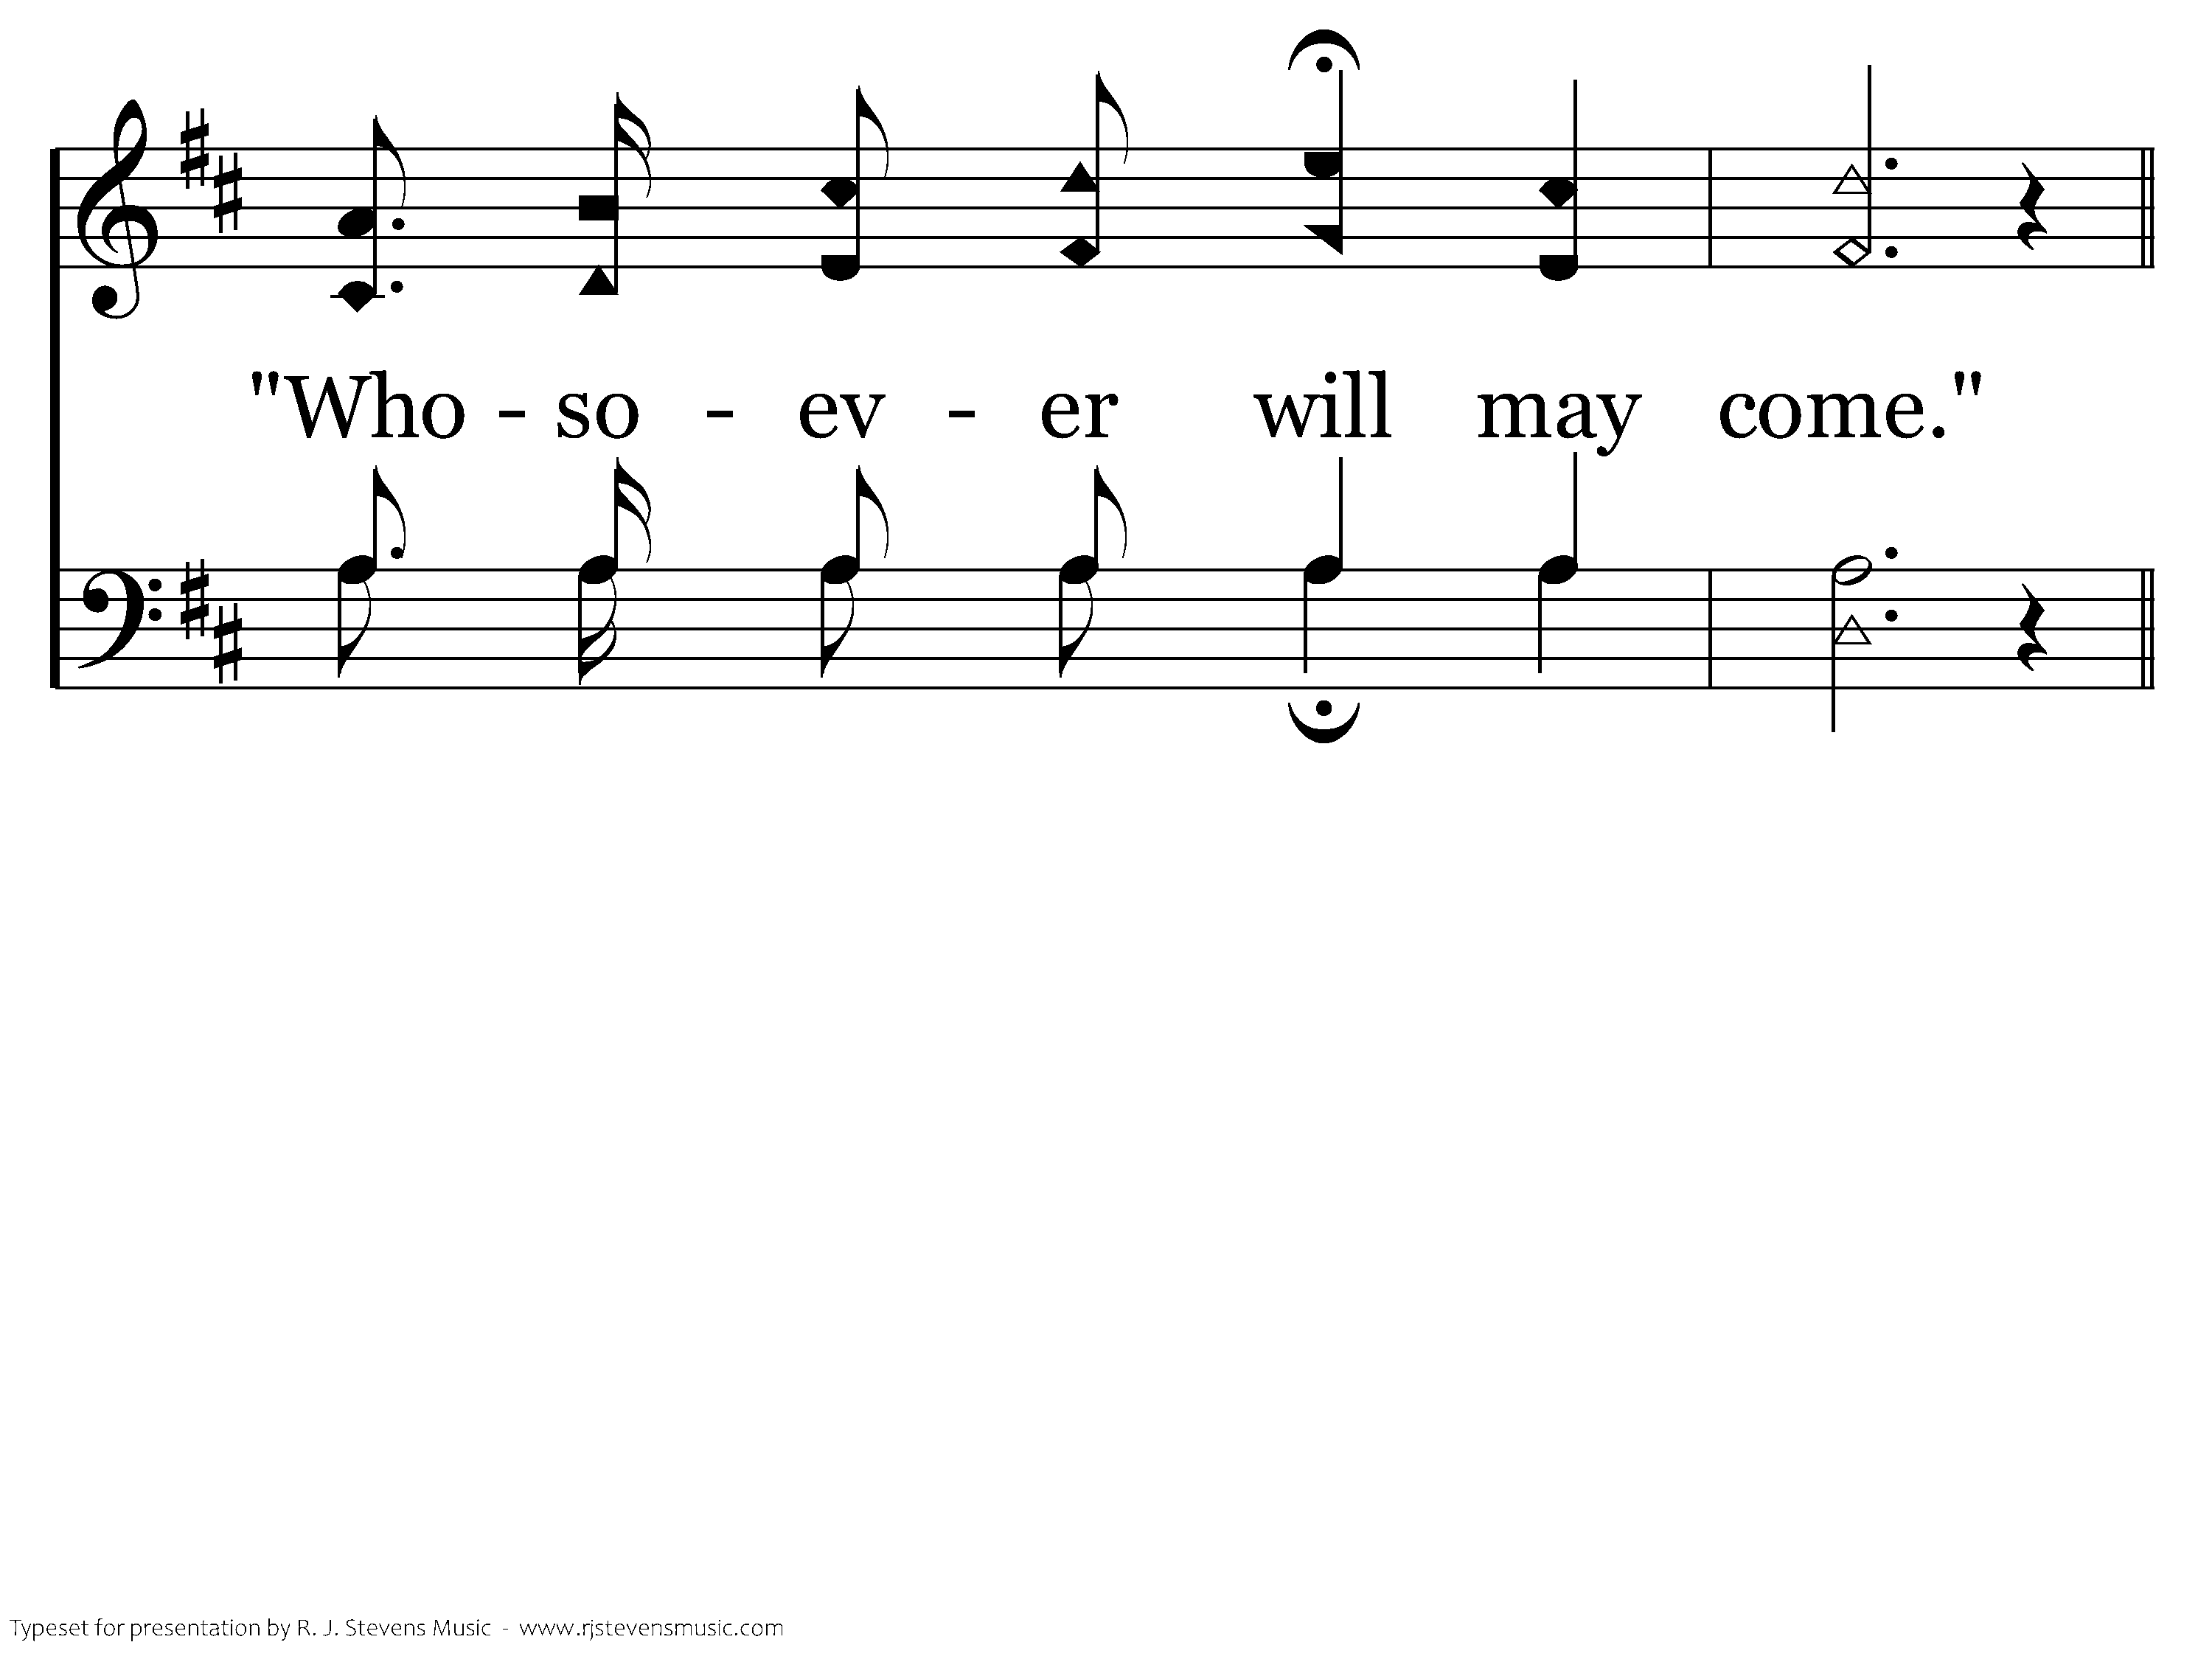 "Who - so - ev - er will may come."
Typeset for presentation by R. J. Stevens Music - www.rjstevensmusic.com